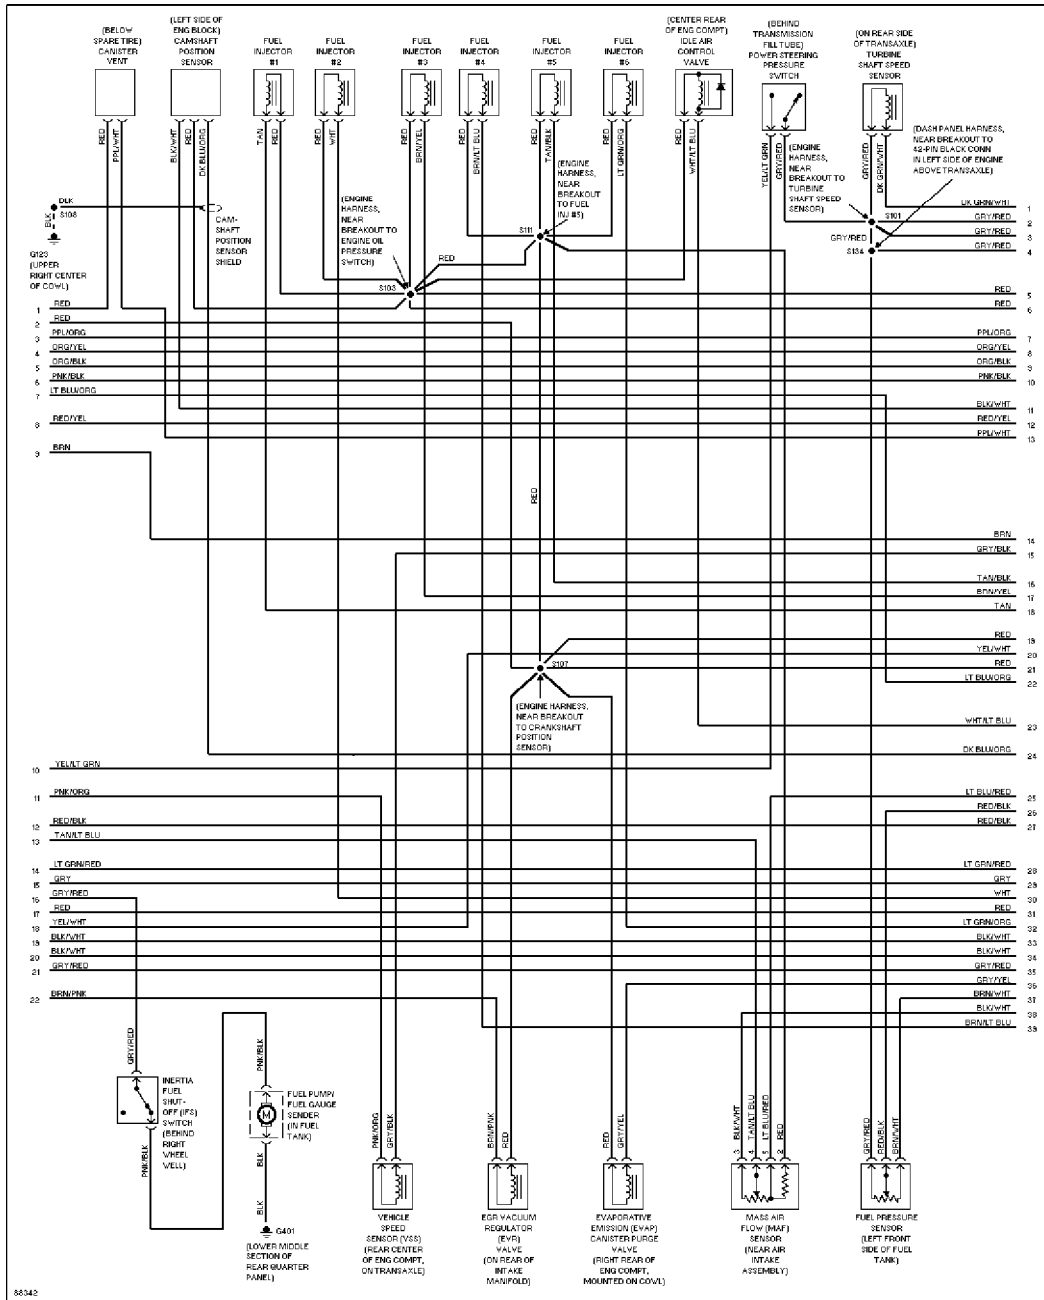 (BELOW
SPARE TIRE)
CANISTER
VENT
(LEFT SIDE OF
ENG BLOCK)
CAMSHAFT
POSITION
SENSOR
FUEL
INJECTOR
#1
FUEL
INJECTOR
#2
FUEL
INJECTOR
#3
FUEL
INJECTOR
#4
FUEL
INJECTOR
#5
FUEL
INJECTOR
#6
(CENTER REAR
OF ENG COMPT)
IDLE AIR
CONTROL
VALVE
(BEHIND
TRANSMISSION
FILL TUBE)
POWER STEERING
PRESSURE
SWITCH
(ON REAR SIDE
OF TRANSAXLE)
TURBINE
SHAFT SPEED
SENSOR
RED
PPL/WHT
BLK/WHT
RED
DK BLU/ORG
TAN
RED
RED
WHT
RED
BRN/YEL
BRN/LT BLU
RED
RED
TAN/BLK
LT GRN/ORG
RED
RED
WHT/LT BLU
YEL/LT GRN
GRY/RED
GRY/RED
DK GRN/WHT
(DASH PANEL HARNESS,
NEAR BREAKOUT TO
42-PIN BLACK CONN
IN LEFT SIDE OF ENGINE
ABOVE TRANSAXLE)
(ENGINE
HARNESS,
NEAR
BREAKOUT TO
TURBINE
SHAFT SPEED
SENSOR)
(ENGINE
HARNESS,
NEAR
BREAKOUT
TO FUEL
INJ #5)
(ENGINE
HARNESS,
NEAR
BREAKOUT TO
ENGINE OIL
PRESSURE
SWITCH)
BLK
S108
BLK
G123
(UPPER
RIGHT CENTER
OF COWL)
CAM-
SHAFT
POSITION
SENSOR
SHIELD
S111
RED
S103
S101
GRY/RED
S134
DK GRN/WHT 1
GRY/RED 2
GRY/RED 3
GRY/RED 4
RED 5
RED 6
1 RED
2 RED
3 PPL/ORG PPL/ORG 7
4 ORG/YEL ORG/YEL 8
5 ORG/BLK ORG/BLK 9
6 PNK/BLK PNK/BLK 10
7 LT BLU/ORG
BLK/WHT 11
8 RED/YEL RED/YEL 12
PPL/WHT 13
9 BRN
RED
BRN 14
GRY/BLK 15
TAN/BLK 16
BRN/YEL 17
TAN 18
RED 19
YEL/WHT 20
S107
RED 21
LT BLU/ORG 22
(ENGINE HARNESS,
NEAR BREAKOUT
TO CRANKSHAFT
POSITION
SENSOR)
WHT/LT BLU 23
DK BLU/ORG 24
10 YEL/LT GRN
11 PNK/ORG LT BLU/RED 25
RED/BLK 26
12 RED/BLK RED/BLK 27
13 TAN/LT BLU
14 LT GRN/RED LT GRN/RED 28
15 GRY GRY 29
16 GRY/RED WHT 30
17 RED RED 31
18 YEL/WHT LT GRN/ORG 32
19 BLK/WHT BLK/WHT 33
20 BLK/WHT BLK/WHT 34
21 GRY/RED GRY/RED 35
GRY/YEL 36
22 BRN/PNK BRN/WHT 37
BLK/WHT 38
BRN/LT BLU 39
GRY/RED
PNK/BLK
INERTIA
FUEL
SHUT-
OFF (IFS)
SWITCH
(BEHIND
RIGHT
WHEEL
WELL)
PNK/BLK
M
FUEL PUMP/
FUEL GAUGE
SENDER
(IN FUEL
TANK)
BLK
BLK
G401
(LOWER MIDDLE
SECTION OF
REAR QUARTER
PANEL)
PNK/ORG
GRY/BLK
VEHICLE
SPEED
SENSOR (VSS)
(REAR CENTER
OF ENG COMPT,
ON TRANSAXLE)
BRN/PNK
RED
EGR VACUUM
REGULATOR
(EVR)
VALVE
(ON REAR OF
INTAKE
MANIFOLD)
RED
GRY/YEL
EVAPORATIVE
EMISSION (EVAP)
CANISTER PURGE
VALVE
(RIGHT REAR OF
ENG COMPT,
MOUNTED ON COWL)
3 BLK/WHT
4 TAN/LT BLU
5 LT BLU/RED
2 RED
MASS AIR
FLOW (MAF)
SENSOR
(NEAR AIR
INTAKE
ASSEMBLY)
GRY/RED
RED/BLK
BRN/WHT
FUEL PRESSURE
SENSOR
(LEFT FRONT
SIDE OF FUEL
TANK)
88342